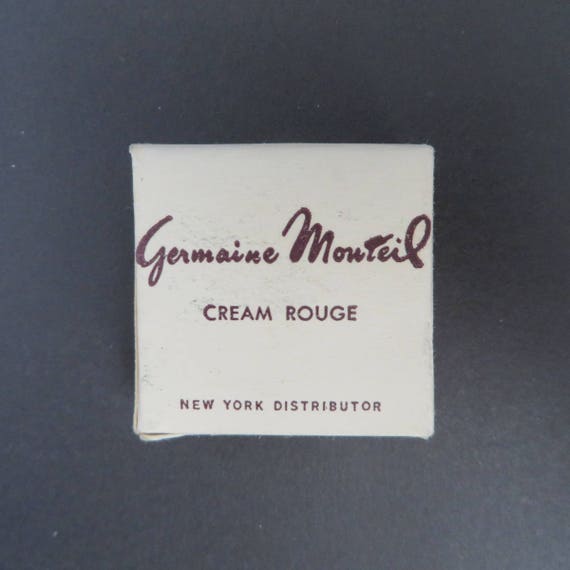 Germaine Monteil
CREAM ROUGE
NEW YORK DISTRIBUTOR